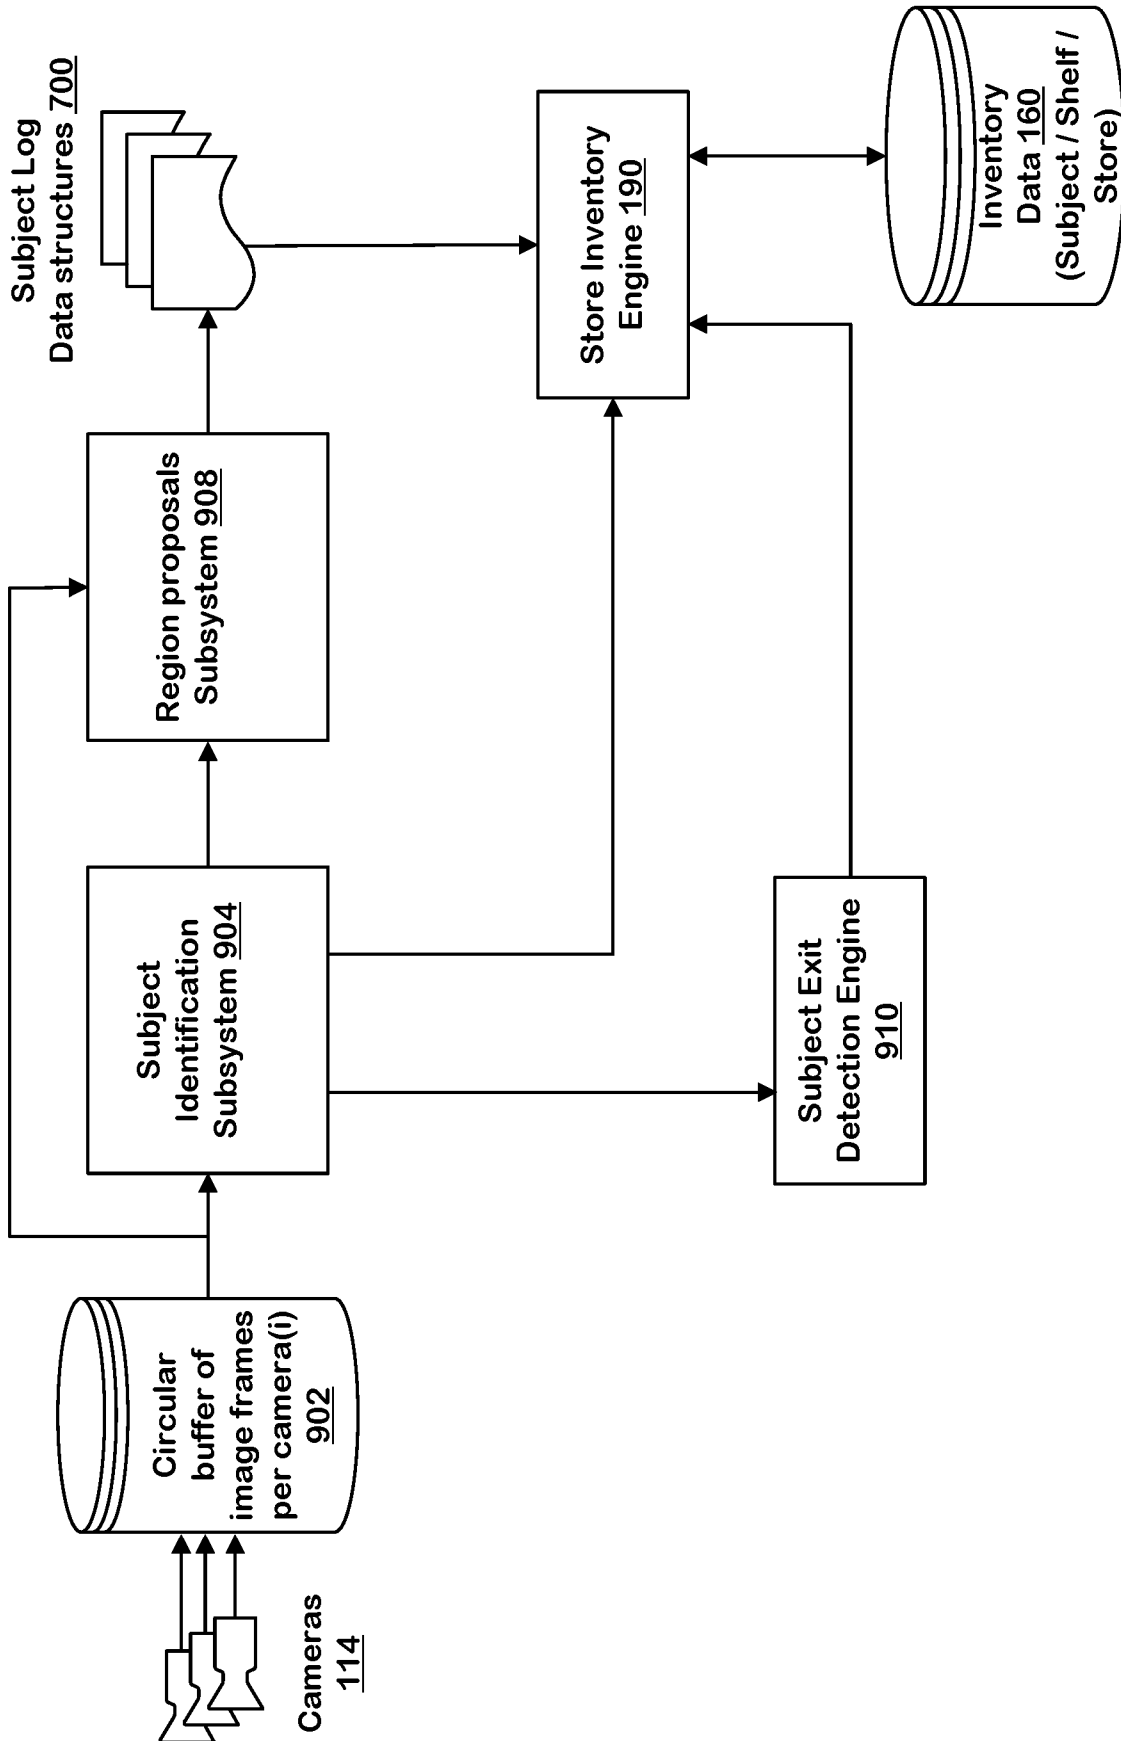 Cameras
114
Circular
buffer of
image frames
per camera(i)
902
Subject
Identification
Subsystem 904
Region proposals
Subsystem 908
Subject Log
Data structures 700
Subject Exit
Detection Engine
910
Store Inventory
Engine 190
Inventory
Data 160
(Subject / Shelf /
Store)